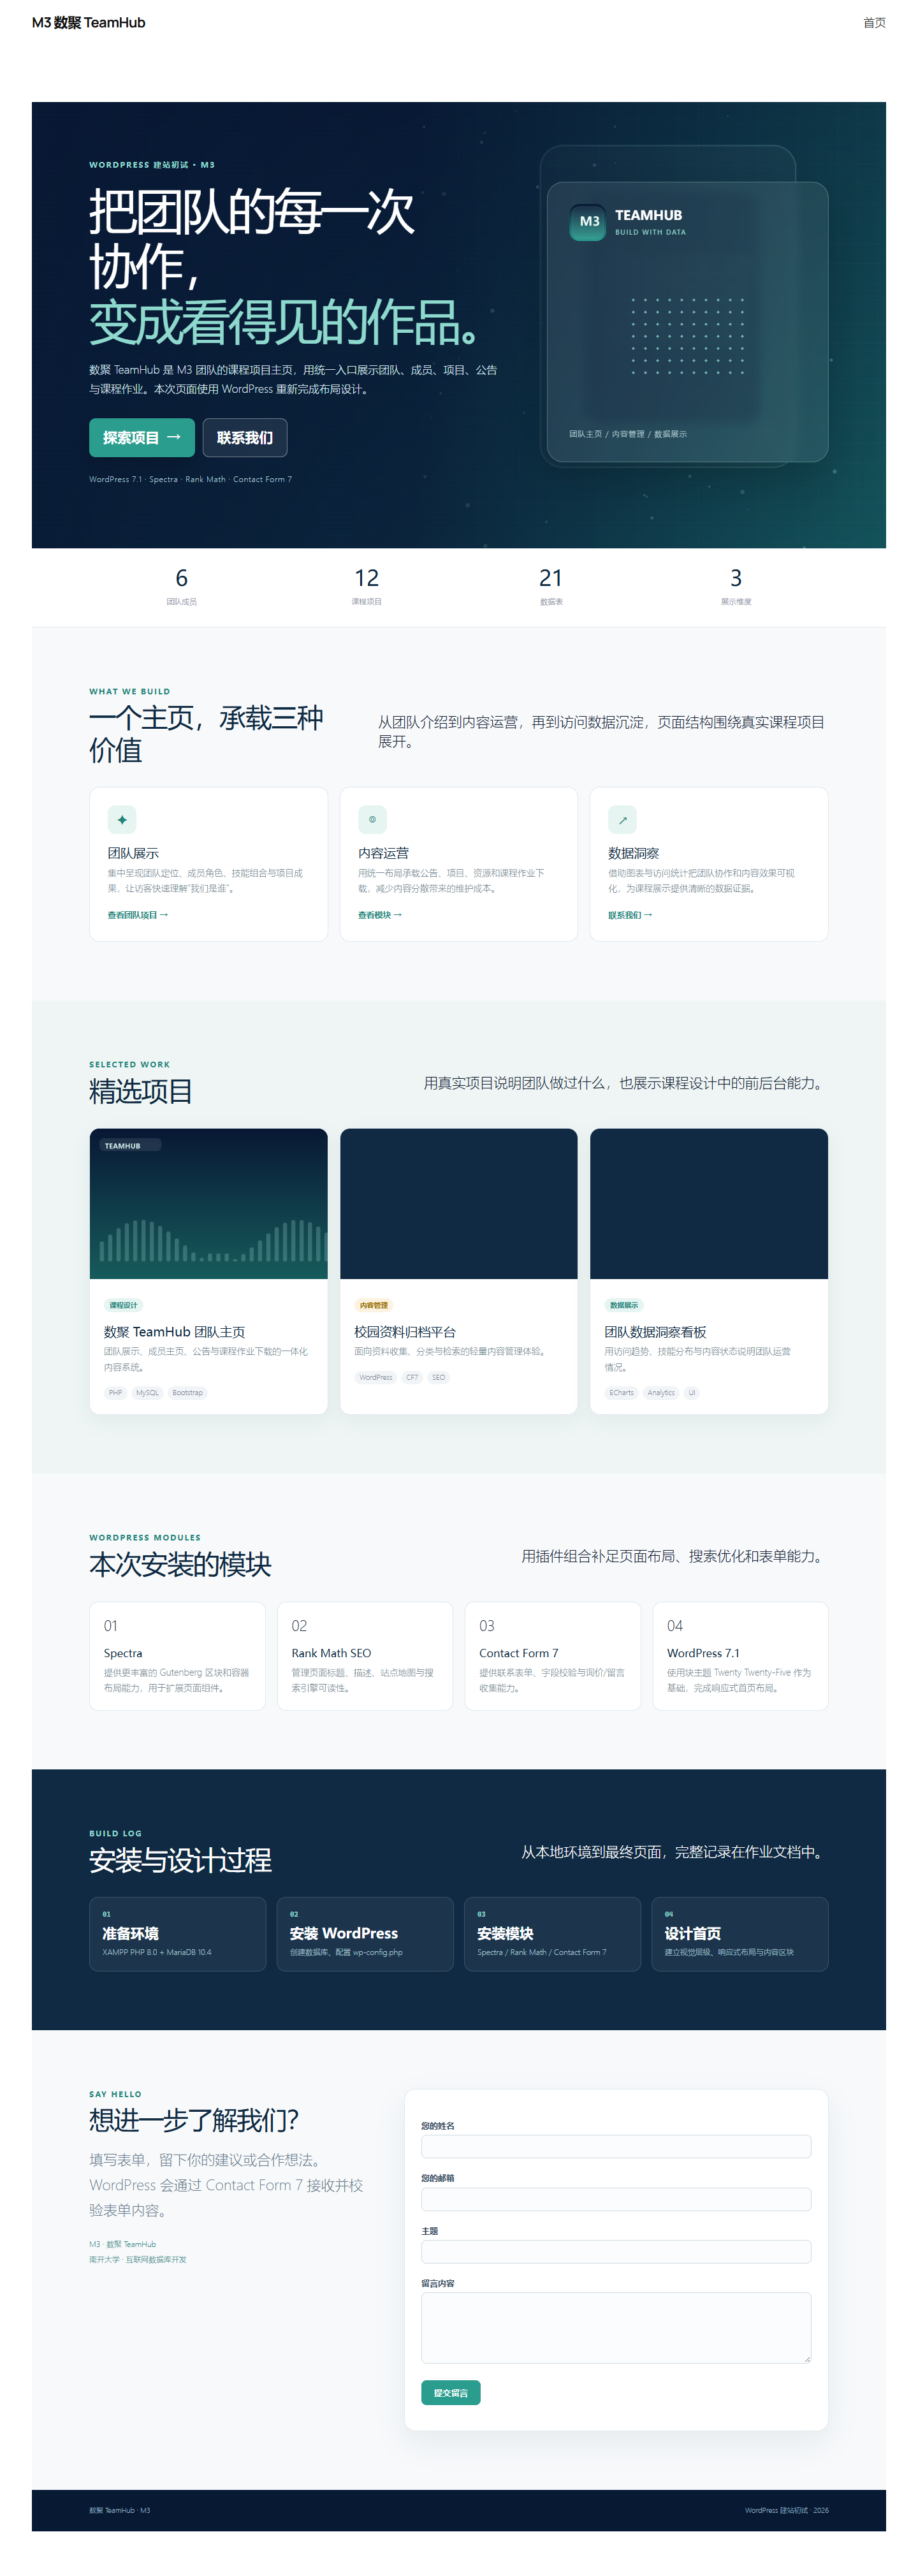 M3 数聚 TeamHub
首页
WORDPRESS 建站初试 · M3
把团队的每一次
协作，
变成看得见的作品。
数聚 TeamHub 是 M3 团队的课程项目主页，用统一入口展示团队、成员、项目、公告
与课程作业。本次页面使用 WordPress 重新完成布局设计。
探索项目 →
联系我们
WordPress 7.1 · Spectra · Rank Math · Contact Form 7
M3
TEAMHUB
BUILD WITH DATA
团队主页 / 内容管理 / 数据展示
6
团队成员
12
课程项目
21
数据表
3
展示维度
WHAT WE BUILD
一个主页，承载三种
价值
从团队介绍到内容运营，再到访问数据沉淀，页面结构围绕真实课程项目
展开。
团队展示
集中呈现团队定位、成员角色、技能组合与项目成
果，让访客快速理解“我们是谁”。
查看团队项目 →
内容运营
用统一布局承载公告、项目、资源和课程作业下
载，减少内容分散带来的维护成本。
查看模块 →
数据洞察
借助图表与访问统计把团队协作和内容效果可视
化，为课程展示提供清晰的数据证据。
联系我们 →
SELECTED WORK
精选项目
用真实项目说明团队做过什么，也展示课程设计中的前后台能力。
TEAMHUB
课程设计
数聚 TeamHub 团队主页
团队展示、成员主页、公告与课程作业下载的一体化
内容系统。
PHP
MySQL
Bootstrap
内容管理
校园资料归档平台
面向资料收集、分类与检索的轻量内容管理体验。
WordPress
CF7
SEO
数据展示
团队数据洞察看板
用访问趋势、技能分布与内容状态说明团队运营
情况。
ECharts
Analytics
UI
WORDPRESS MODULES
本次安装的模块
用插件组合补足页面布局、搜索优化和表单能力。
01
Spectra
提供更丰富的 Gutenberg 区块和容器
布局能力，用于扩展页面组件。
02
Rank Math SEO
管理页面标题、描述、站点地图与搜
索引擎可读性。
03
Contact Form 7
提供联系表单、字段校验与询价/留言
收集能力。
04
WordPress 7.1
使用块主题 Twenty Twenty-Five 作为
基础，完成响应式首页布局。
BUILD LOG
安装与设计过程
从本地环境到最终页面，完整记录在作业文档中。
01
准备环境
XAMPP PHP 8.0 + MariaDB 10.4
02
安装 WordPress
创建数据库、配置 wp-config.php
03
安装模块
Spectra / Rank Math / Contact Form 7
04
设计首页
建立视觉层级、响应式布局与内容区块
SAY HELLO
想进一步了解我们？
填写表单，留下你的建议或合作想法。
WordPress 会通过 Contact Form 7 接收并校
验表单内容。
M3 · 数聚 TeamHub
南开大学 · 互联网数据库开发
您的姓名
您的邮箱
主题
留言内容
提交留言
数聚 TeamHub · M3
WordPress 建站初试 · 2026